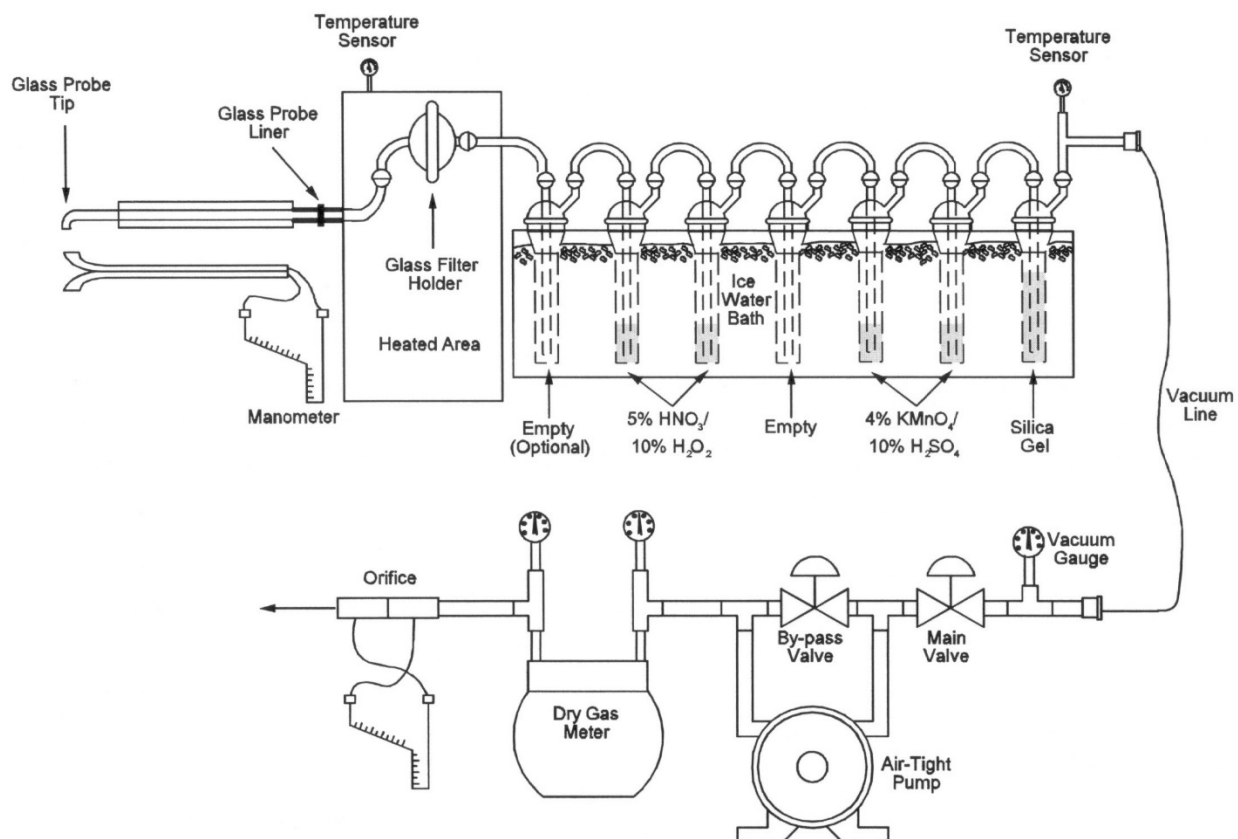 Temperature
Sensor
Temperature
Sensor
Glass Probe
Tip
Glass Probe
Liner
Glass Filter
Holder
Ice
Water
Bath
Heated Area
Manometer
Empty
(Optional)
5% HNO₃/
10% H₂O₂
Empty
4% KMnO₄/
10% H₂SO₄
Silica
Gel
Vacuum
Line
Vacuum
Gauge
Orifice
By-pass
Valve
Main
Valve
Dry Gas
Meter
Air-Tight
Pump